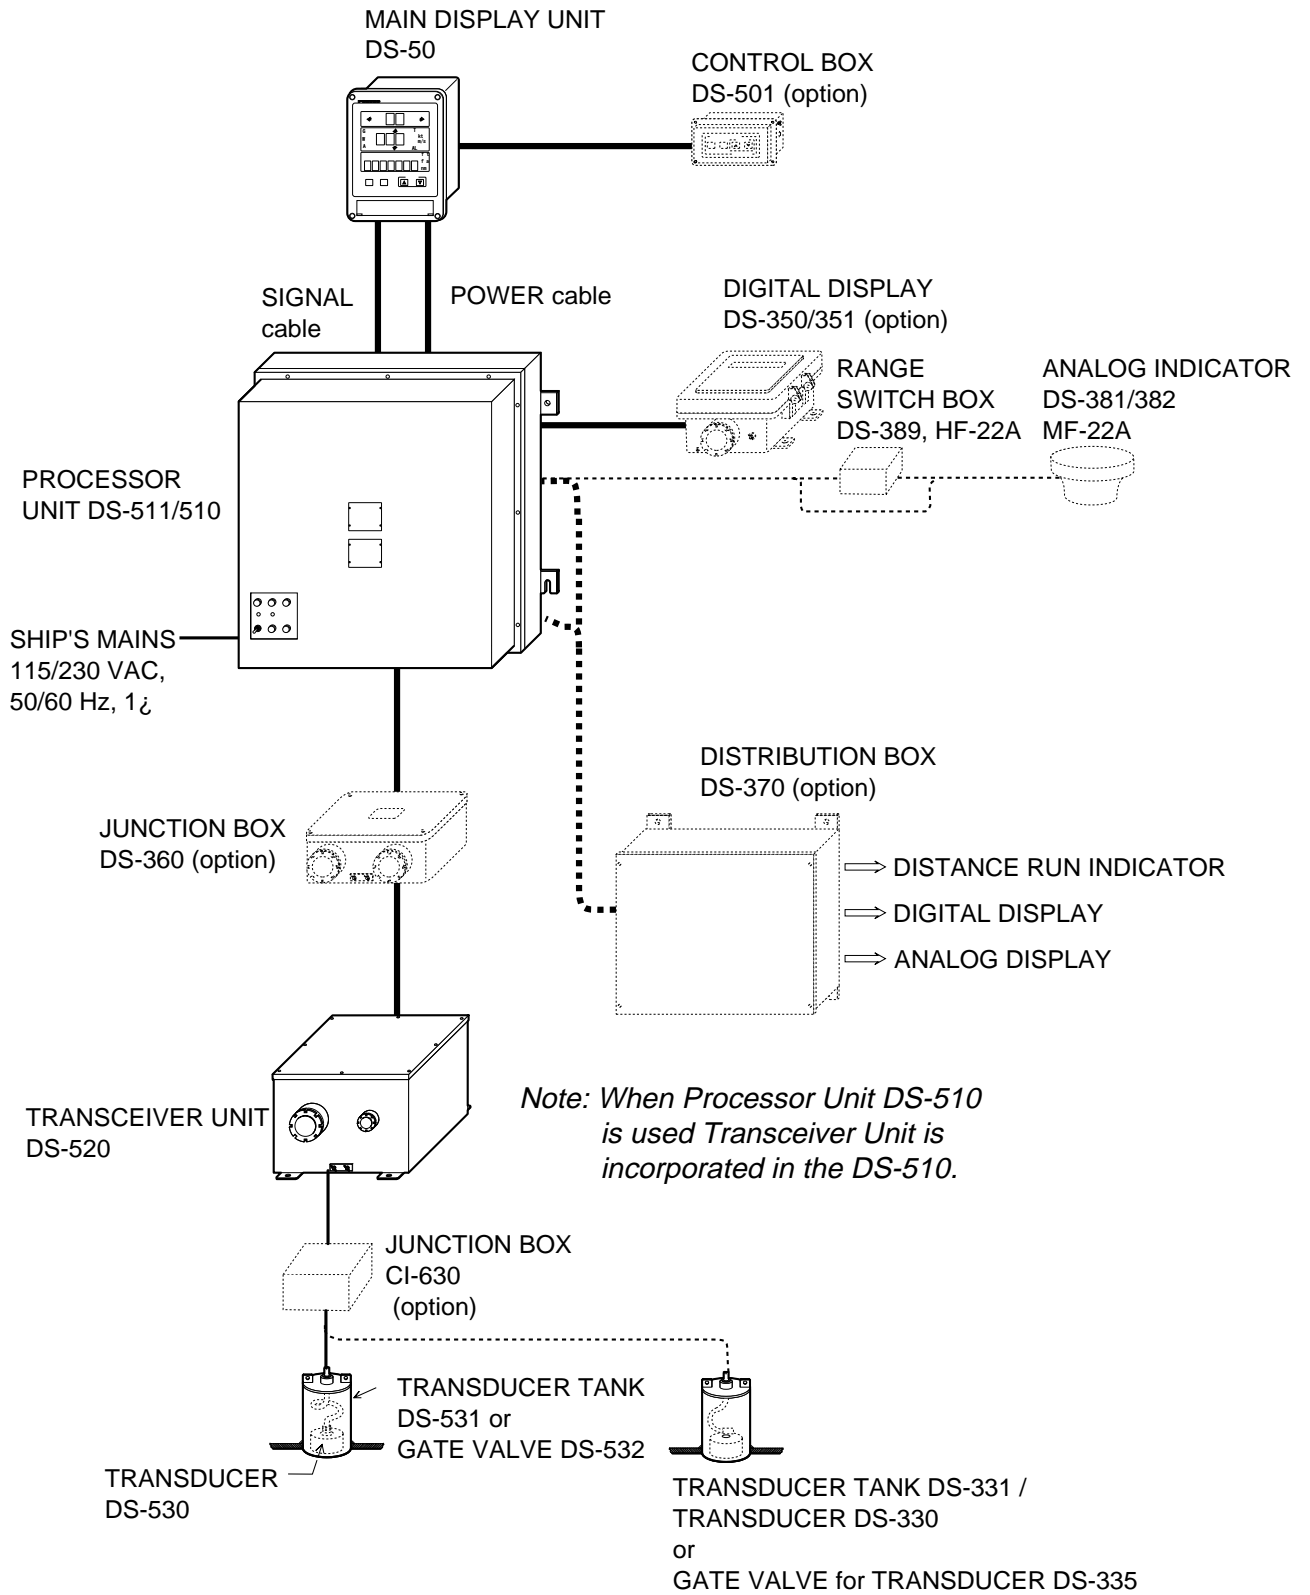 MAIN DISPLAY UNIT
DS-50
CONTROL BOX
DS-501 (option)
SIGNAL
cable
POWER cable
DIGITAL DISPLAY
DS-350/351 (option)
RANGE
SWITCH BOX
DS-389, HF-22A
ANALOG INDICATOR
DS-381/382
MF-22A
PROCESSOR
UNIT DS-511/510
SHIP'S MAINS
115/230 VAC,
50/60 Hz, 1¿
DISTRIBUTION BOX
DS-370 (option)
JUNCTION BOX
DS-360 (option)
DISTANCE RUN INDICATOR
DIGITAL DISPLAY
ANALOG DISPLAY
TRANSCEIVER UNIT
DS-520
Note: When Processor Unit DS-510
is used Transceiver Unit is
incorporated in the DS-510.
JUNCTION BOX
CI-630
(option)
TRANSDUCER TANK
DS-531 or
GATE VALVE DS-532
TRANSDUCER
DS-530
TRANSDUCER TANK DS-331 /
TRANSDUCER DS-330
or
GATE VALVE for TRANSDUCER DS-335